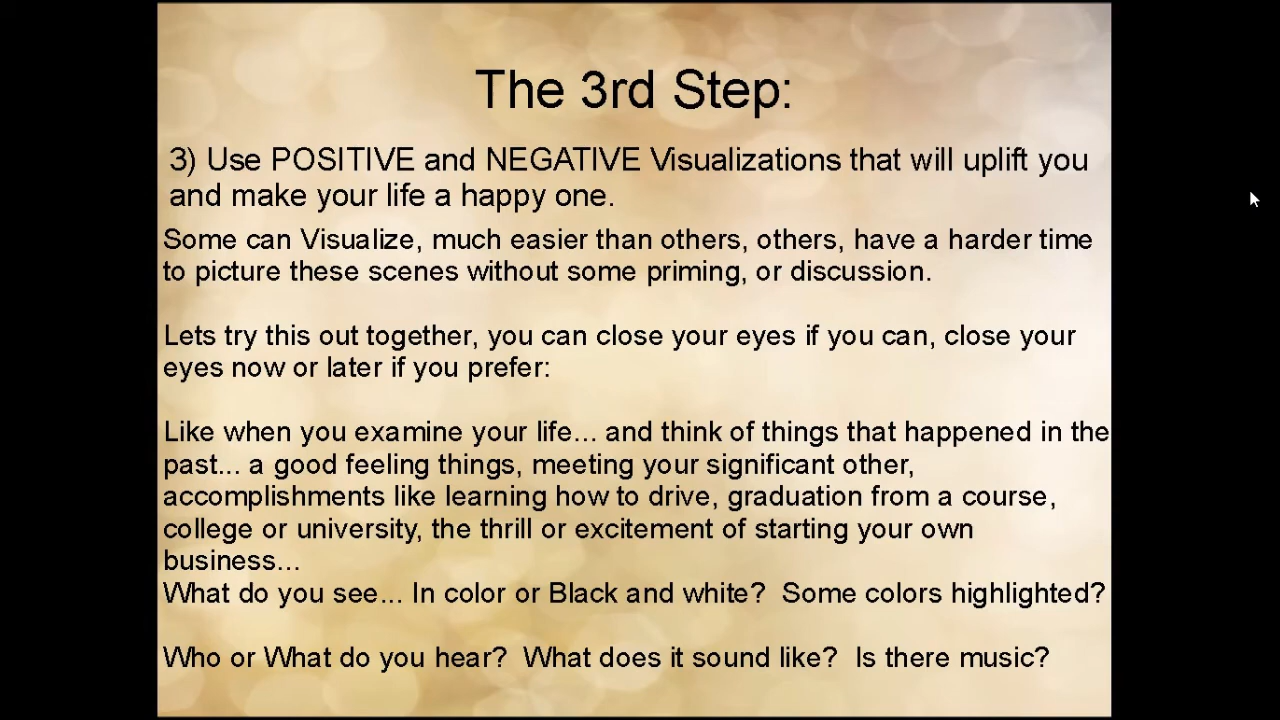 The 3rd Step:
3) Use POSITIVE and NEGATIVE Visualizations that will uplift you
and make your life a happy one.
Some can Visualize, much easier than others, others, have a harder time
to picture these scenes without some priming, or discussion.
Lets try this out together, you can close your eyes if you can, close your
eyes now or later if you prefer:
Like when you examine your life... and think of things that happened in the
past... a good feeling things, meeting your significant other,
accomplishments like learning how to drive, graduation from a course,
college or university, the thrill or excitement of starting your own
business...
What do you see... In color or Black and white?  Some colors highlighted?
Who or What do you hear?  What does it sound like?  Is there music?